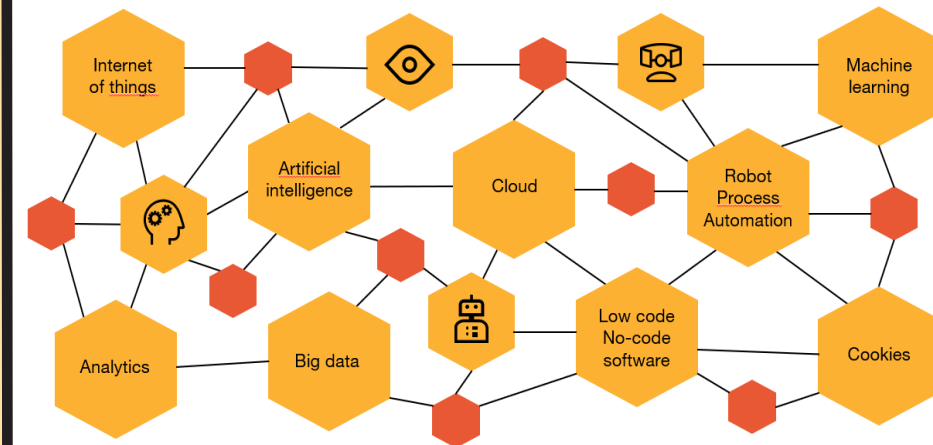 Internet
of things
Machine
learning
Artificial
intelligence
Cloud
Robot
Process
Automation
Analytics
Big data
Low code
No-code
software
Cookies